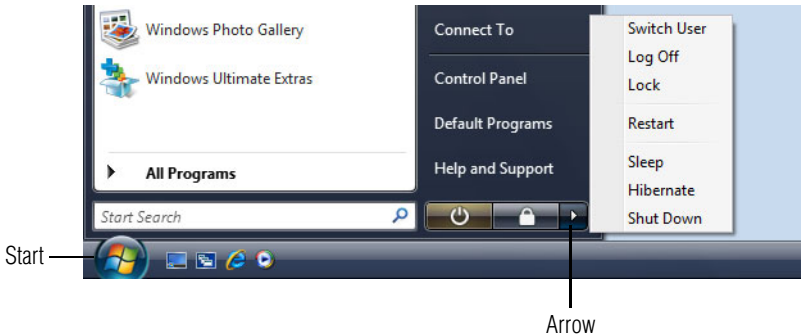 Windows Photo Gallery
Windows Ultimate Extras
All Programs
Start Search
Connect To
Control Panel
Default Programs
Help and Support
Switch User
Log Off
Lock
Restart
Sleep
Hibernate
Shut Down
Start
Arrow